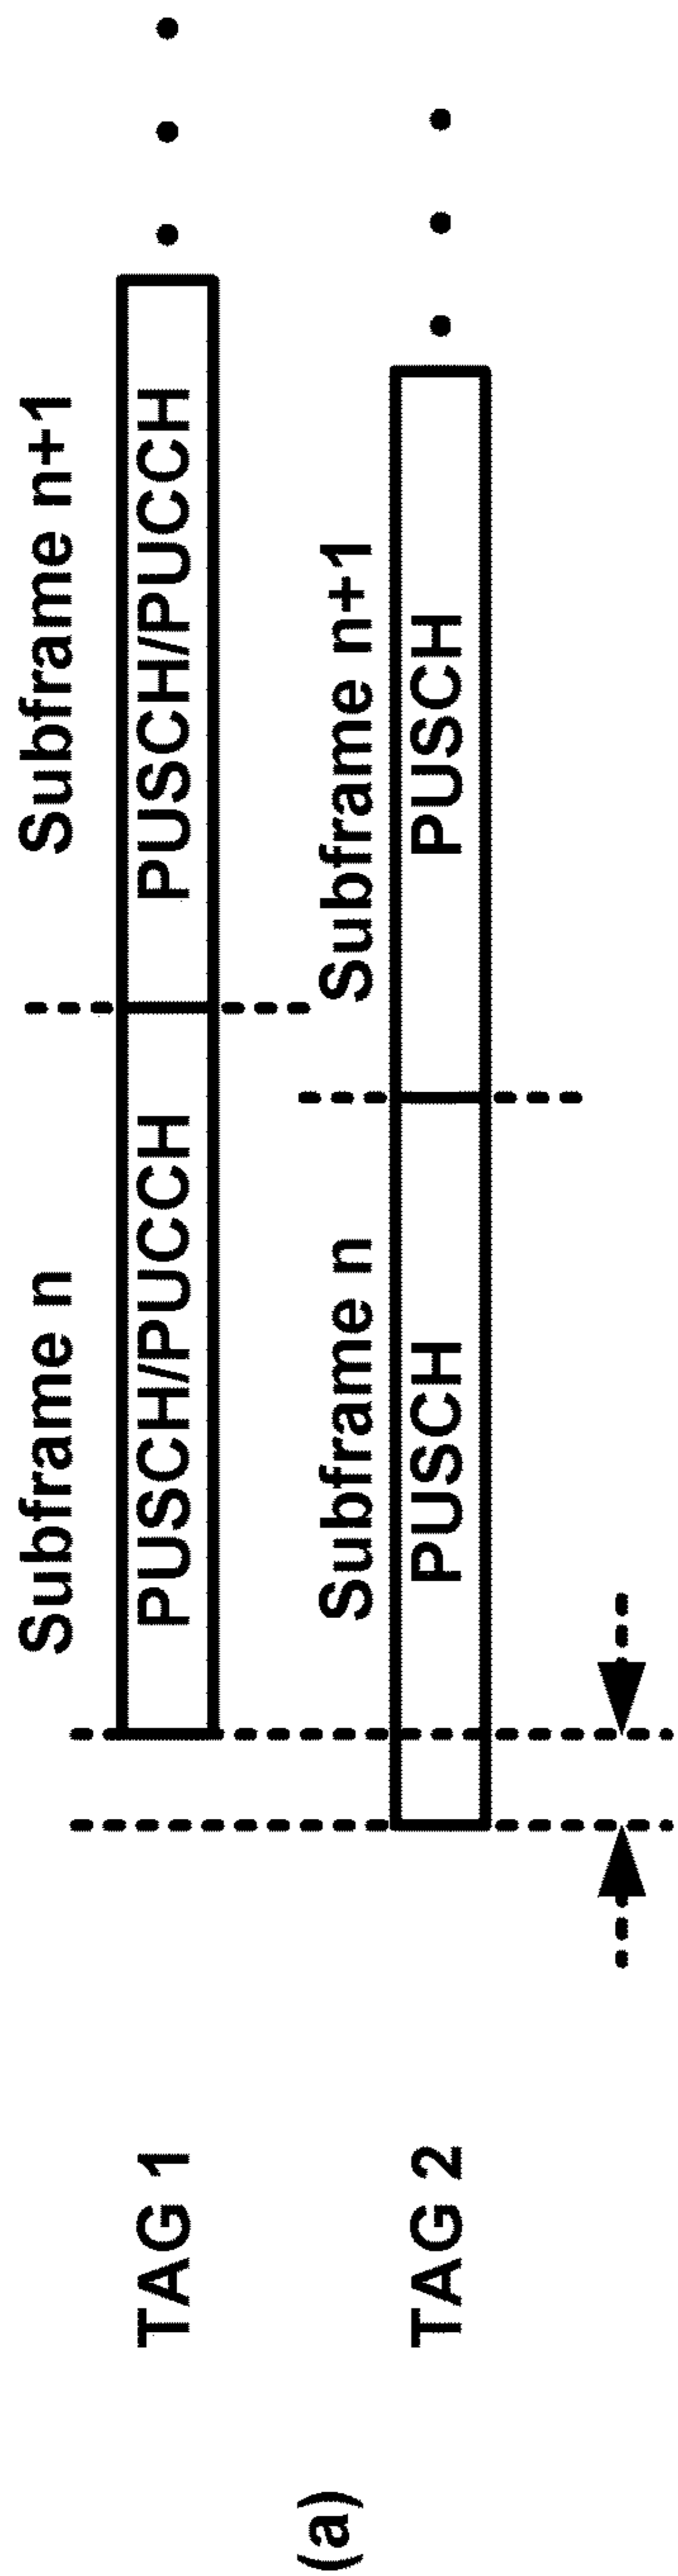 Subframe n
Subframe n+1
TAG 1
PUSCH/PUCCH
PUSCH/PUCCH
Subframe n
Subframe n+1
(a)
TAG 2
PUSCH
PUSCH